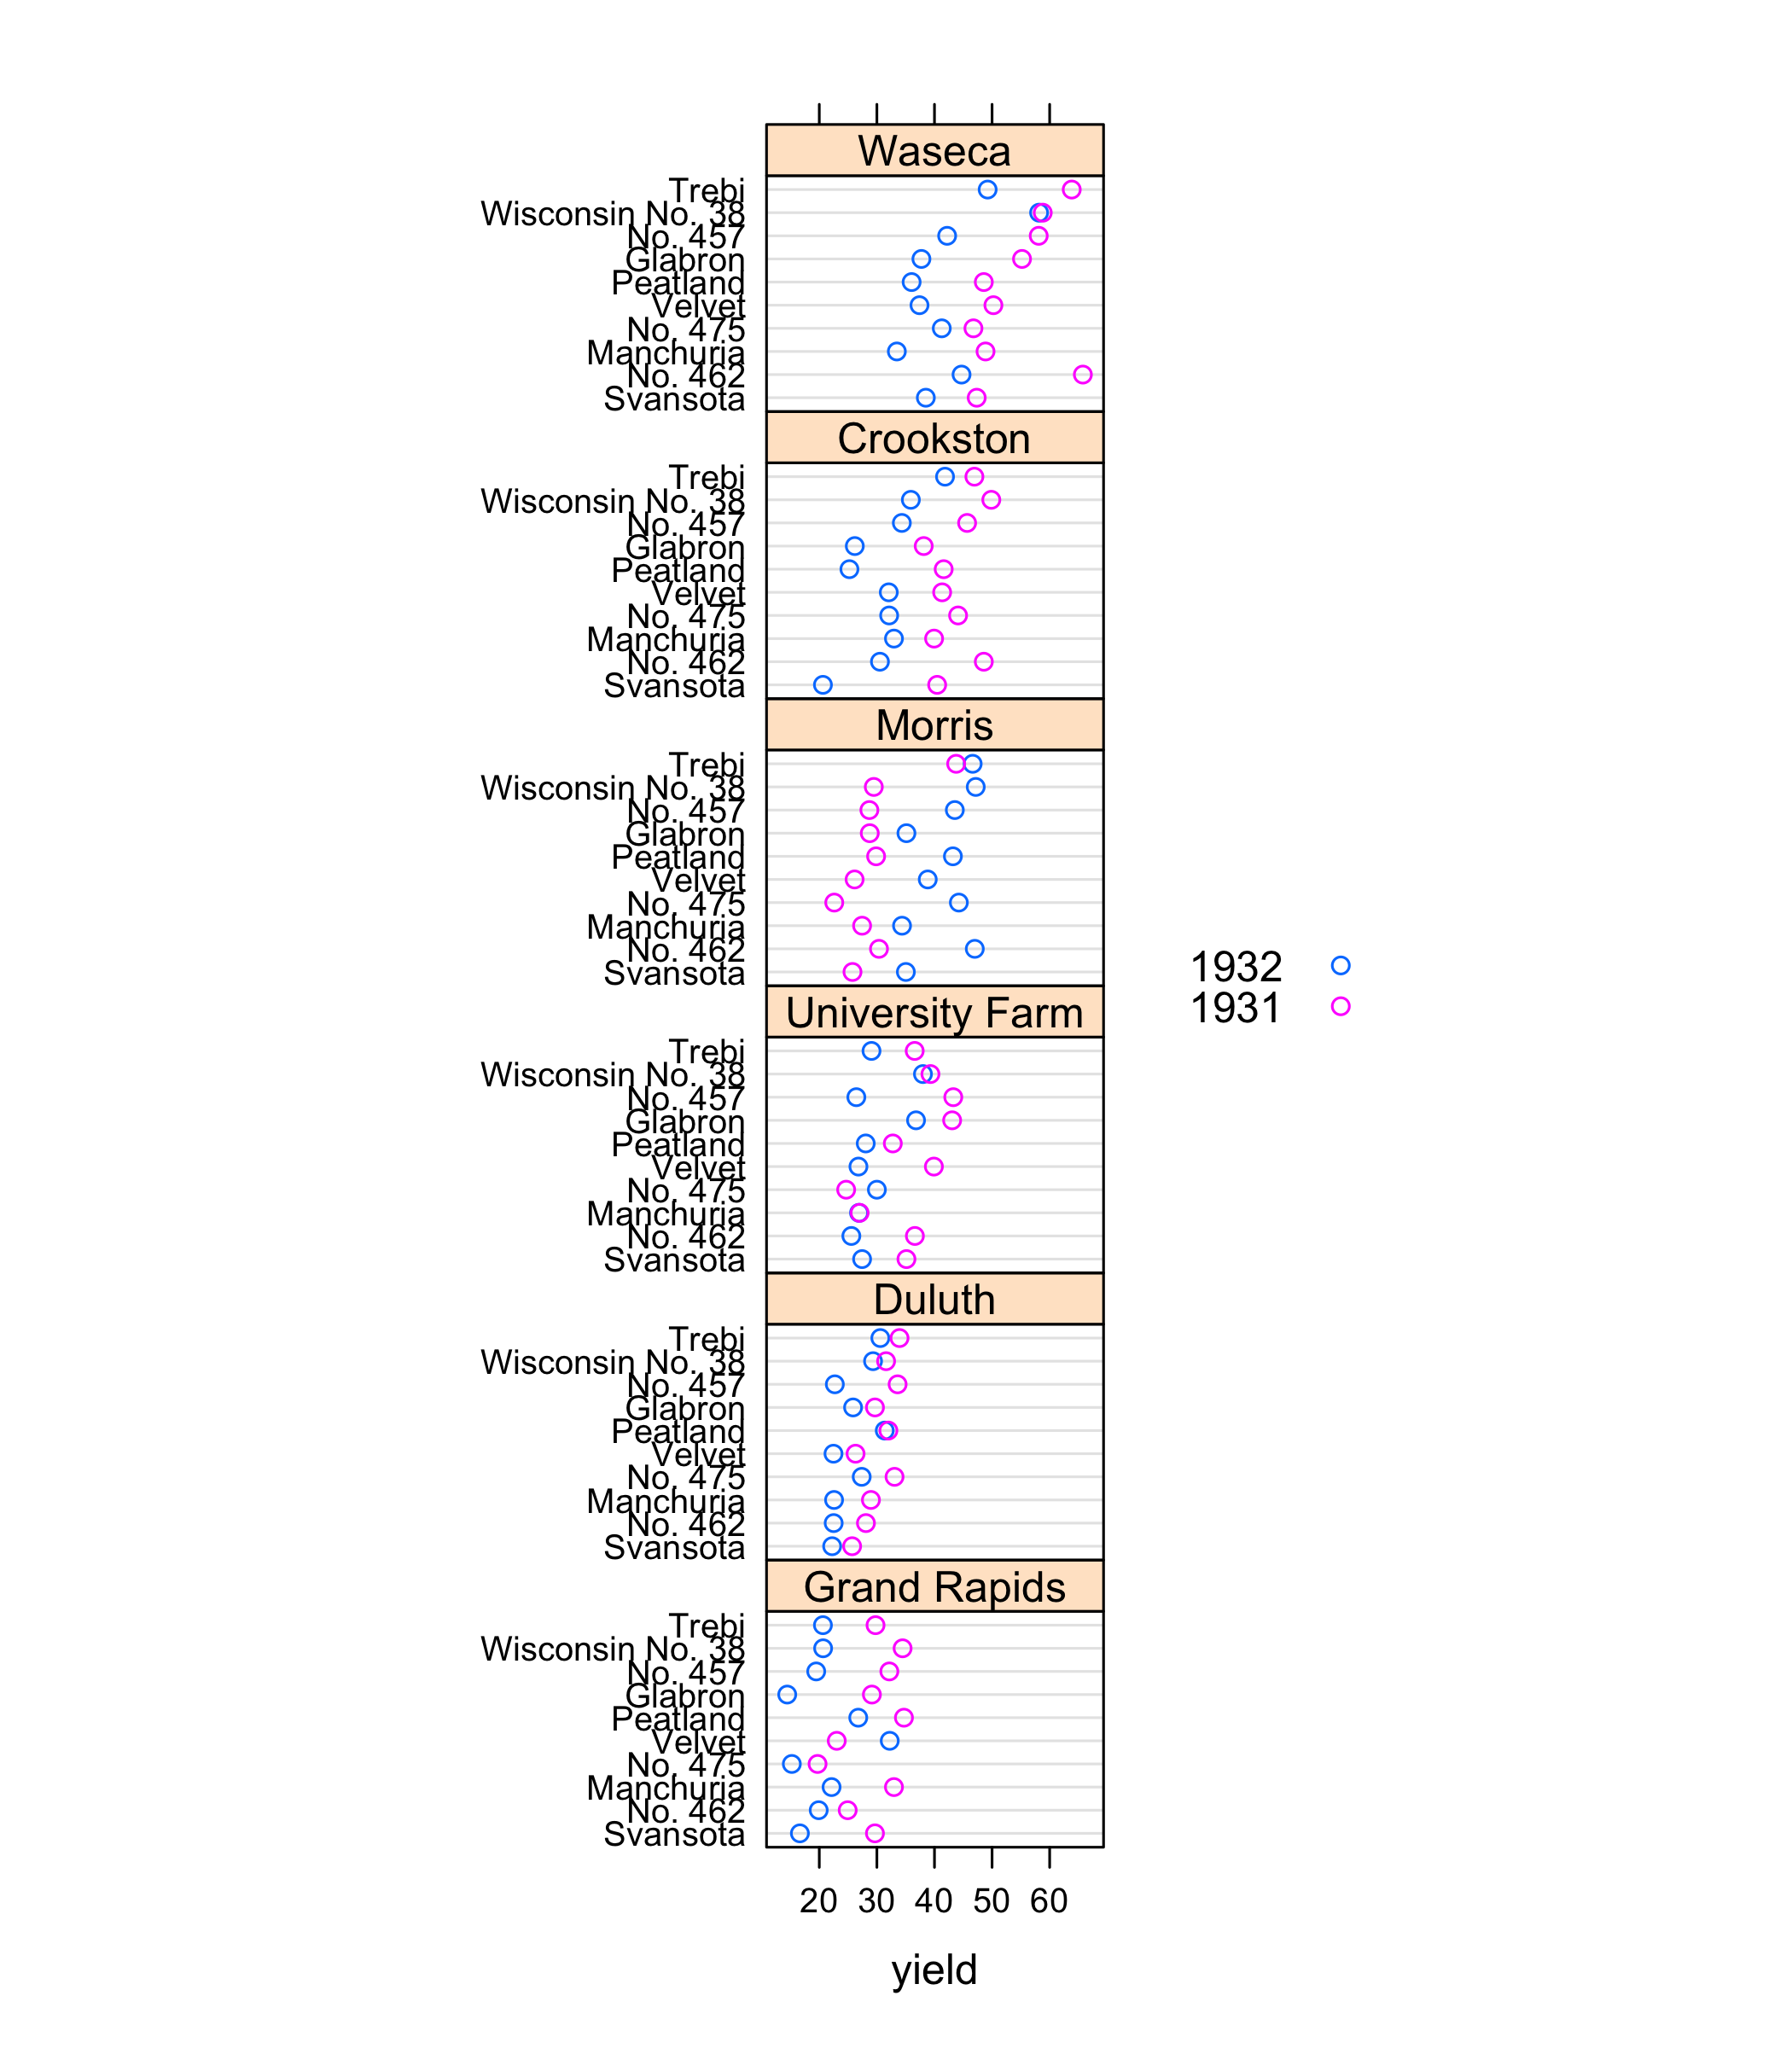 Waseca
Trebi
Wisconsin No. 38
No. 457
Glabron
Peatland
Velvet
No. 475
Manchuria
No. 462
Svansota
Crookston
Trebi
Wisconsin No. 38
No. 457
Glabron
Peatland
Velvet
No. 475
Manchuria
No. 462
Svansota
Morris
Trebi
Wisconsin No. 38
No. 457
Glabron
Peatland
Velvet
No. 475
Manchuria
No. 462
Svansota
1932
1931
University Farm
Trebi
Wisconsin No. 38
No. 457
Glabron
Peatland
Velvet
No. 475
Manchuria
No. 462
Svansota
Duluth
Trebi
Wisconsin No. 38
No. 457
Glabron
Peatland
Velvet
No. 475
Manchuria
No. 462
Svansota
Grand Rapids
Trebi
Wisconsin No. 38
No. 457
Glabron
Peatland
Velvet
No. 475
Manchuria
No. 462
Svansota
20 30 40 50 60
yield